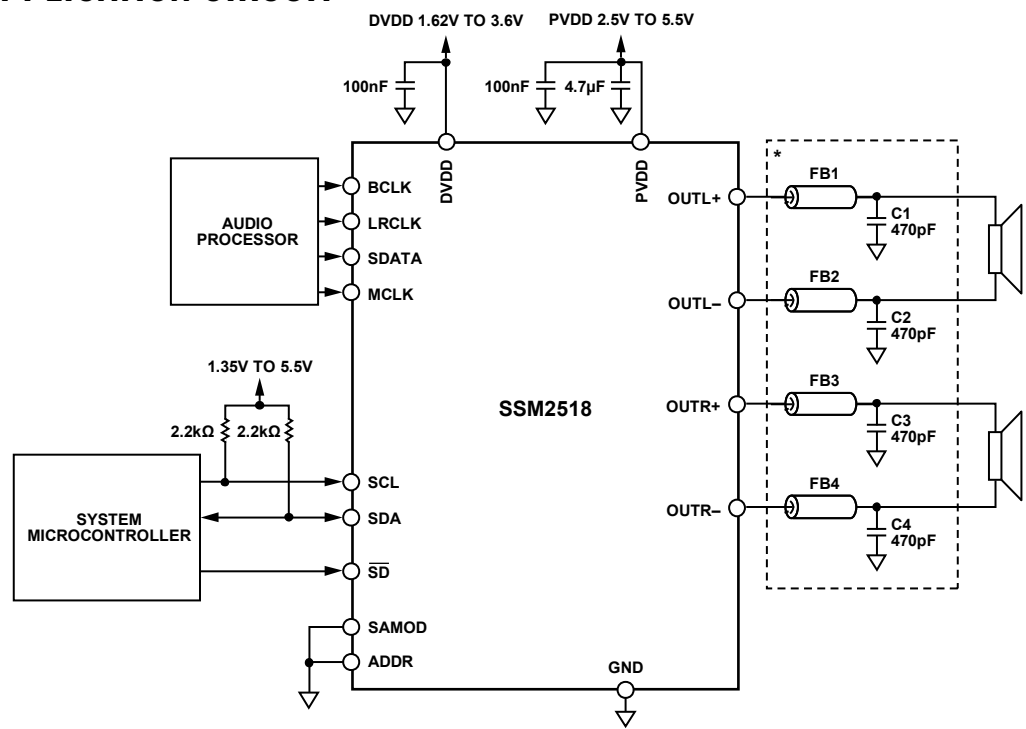 DVDD 1.62V TO 3.6V
PVDD 2.5V TO 5.5V
100nF
100nF
4.7µF
DVDD
PVDD
*
AUDIO
PROCESSOR
BCLK
LRCLK
SDATA
MCLK
OUTL+
FB1
C1
470pF
OUTL–
FB2
C2
470pF
1.35V TO 5.5V
2.2kΩ
2.2kΩ
SSM2518
OUTR+
FB3
C3
470pF
OUTR–
FB4
C4
470pF
SYSTEM
MICROCONTROLLER
SCL
SDA
SD
SAMOD
ADDR
GND